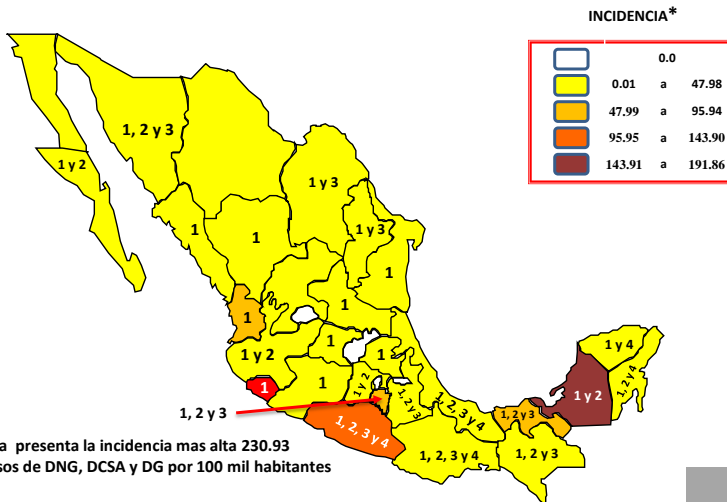 INCIDENCIA*
0.0
0.01 a 47.98
47.99 a 95.94
95.95 a 143.90
143.91 a 191.86
1, 2 y 3
1 y 2
1 y 3
1
1
1 y 3
1
1
1
1 y 2
1
1
1
1
1 y 2
1, 2 y 3
1, 2 y 3
1, 2, 3 y 4
1, 2, 3 y 4
1, 2, 3 y 4
1, 2 y 3
1, 2 y 3
1 y 2
1 y 4
1, 2 y 4
a presenta la incidencia mas alta 230.93
sos de DNG, DCSA y DG por 100 mil habitantes